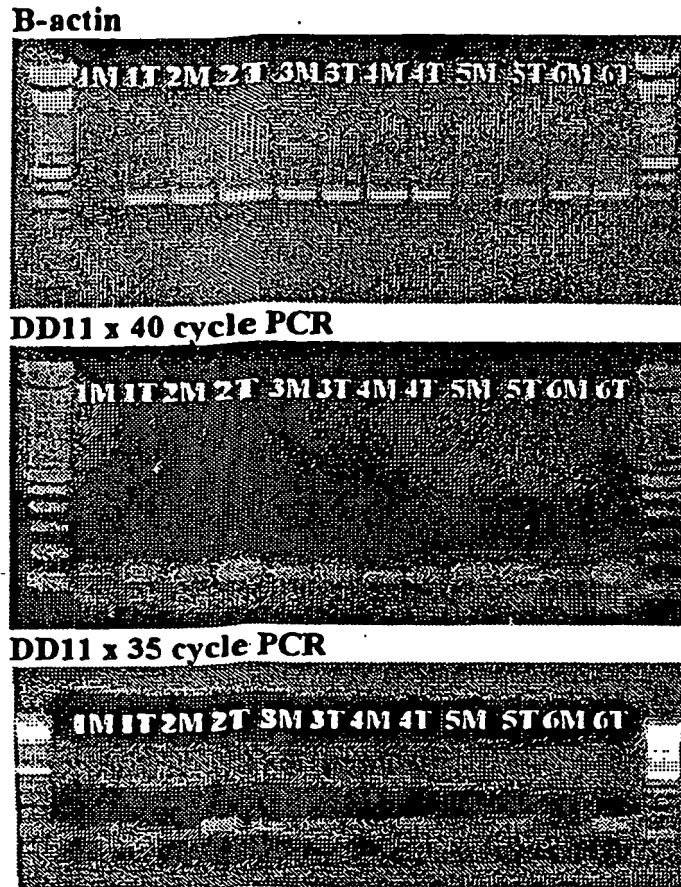 B-actin
1M 1T 2M 2T 3M 3T 4M 4T 5M 5T 6M 6T
DD11 x 40 cycle PCR
1M 1T 2M 2T 3M 3T 4M 4T 5M 5T 6M 6T
DD11 x 35 cycle PCR
1M 1T 2M 2T 3M 3T 4M 4T 5M 5T 6M 6T